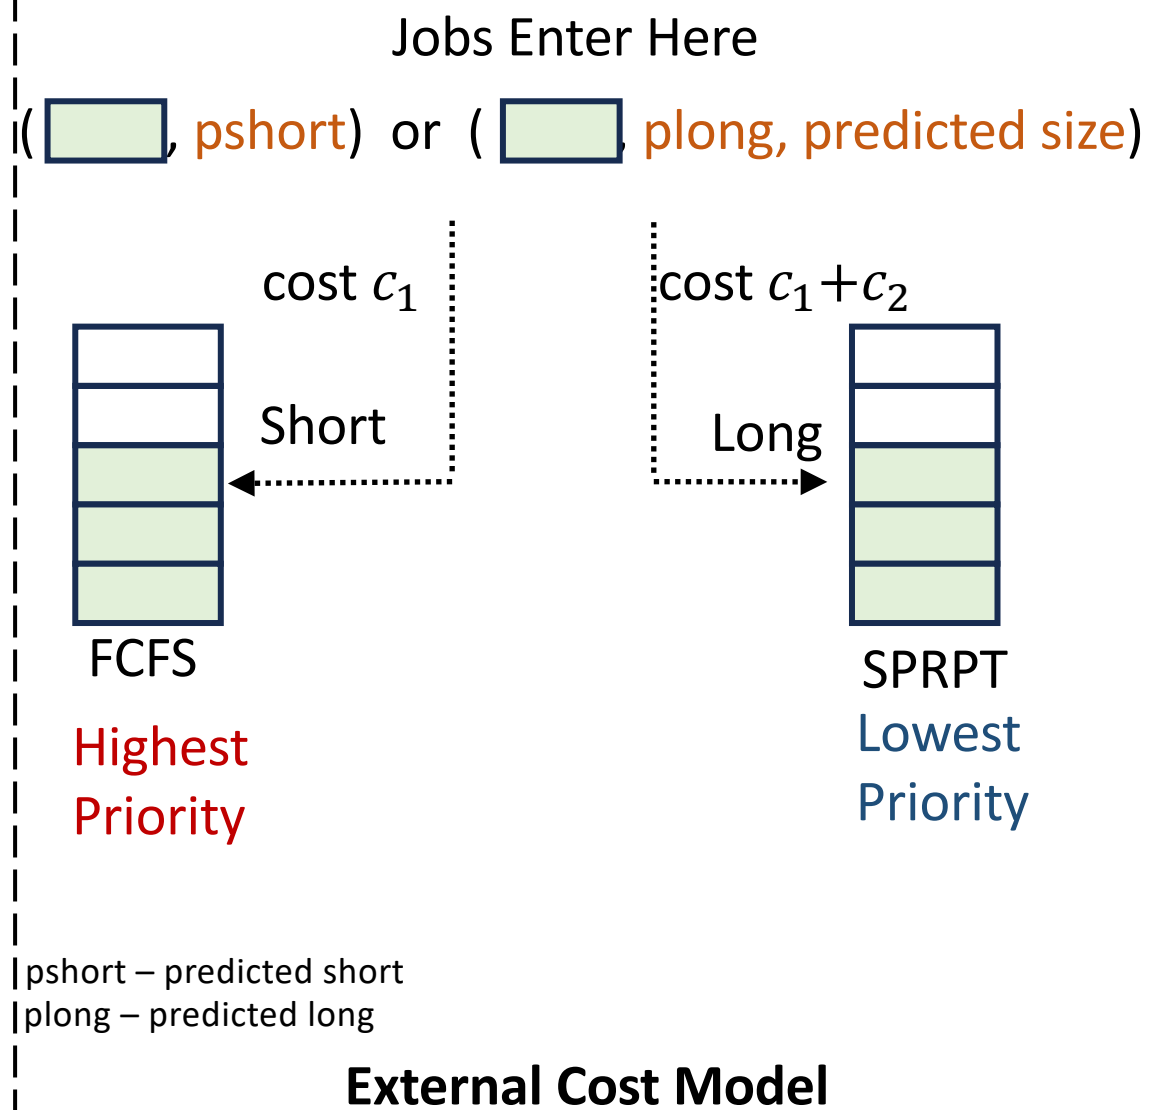 Jobs Enter Here
( , pshort) or ( , plong, predicted size)
cost c₁
cost c₁+c₂
Short
Long
FCFS
SPRPT
Highest
Priority
Lowest
Priority
pshort – predicted short
plong – predicted long
External Cost Model